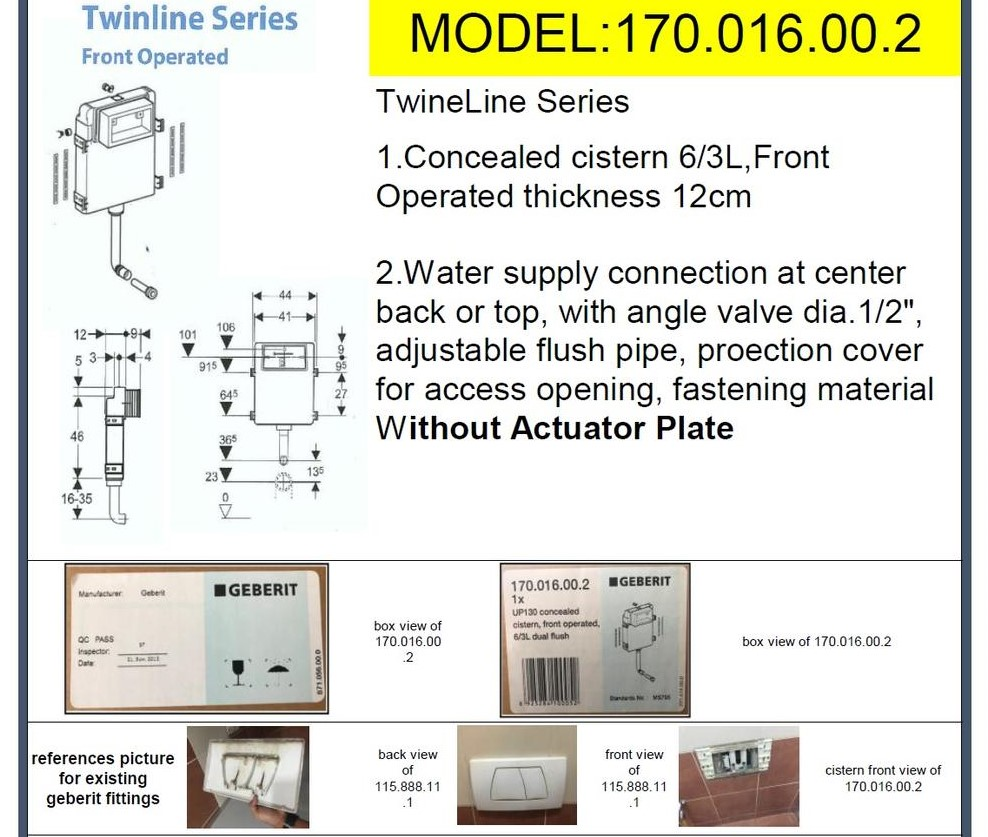 Twinline Series
Front Operated
MODEL:170.016.00.2
TwineLine Series
1.Concealed cistern 6/3L,Front
Operated thickness 12cm
2.Water supply connection at center
back or top, with angle valve dia.1/2",
adjustable flush pipe, proection cover
for access opening, fastening material
Without Actuator Plate
12
9
5
3
4
46
16-35
44
41
101
106
9
91⁵
95
64⁵
27
36⁵
23
13⁵
0
Manufacturer: Geberit
GEBERIT
QC PASS
Inspector:
Date:
671.056.00.0
box view of
170.016.00
.2
170.016.00.2
GEBERIT
1x
UP130 concealed
cistern, front operated,
6/3L dual flush
Standards No.
box view of 170.016.00.2
references picture
for existing
geberit fittings
back view
of
115.888.11
.1
front view
of
115.888.11
.1
cistern front view of
170.016.00.2